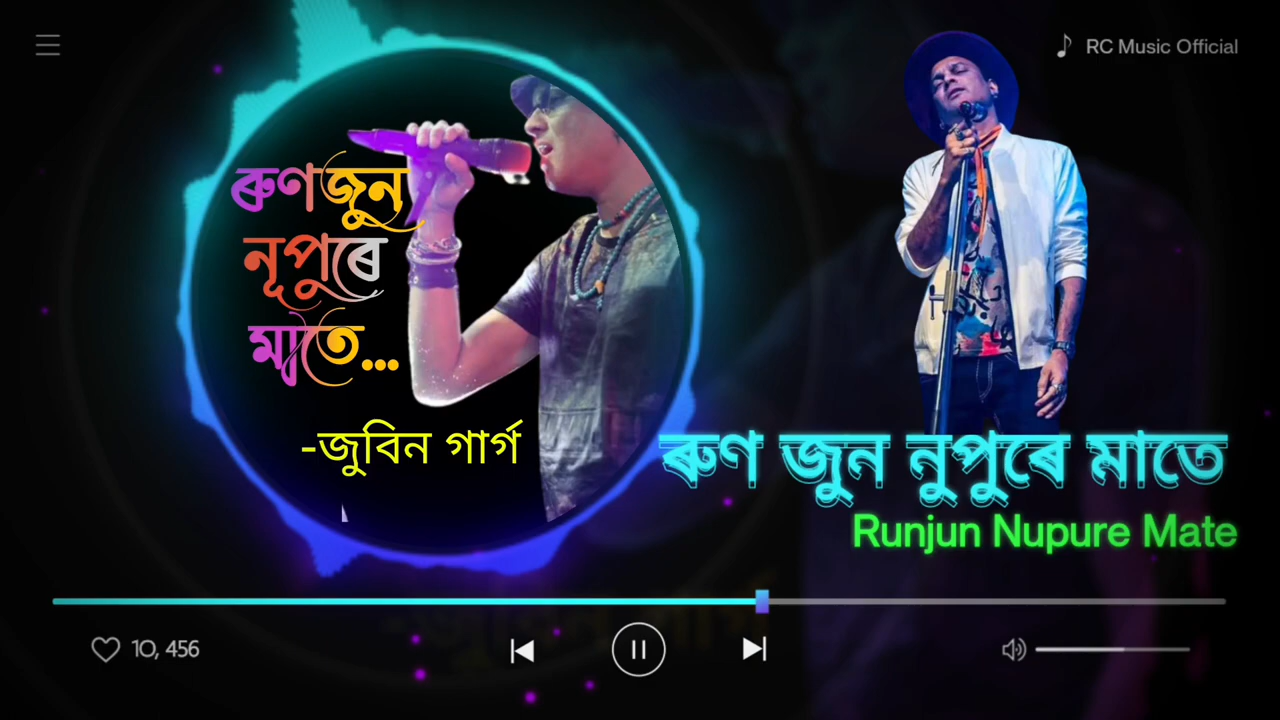 RC Music Official
ৰুণজুন
নূপুৰে
মাতে...
-জুবিন গাৰ্গ
ৰুণ জুন নুপুৰে মাতে
Runjun Nupure Mate
10, 456